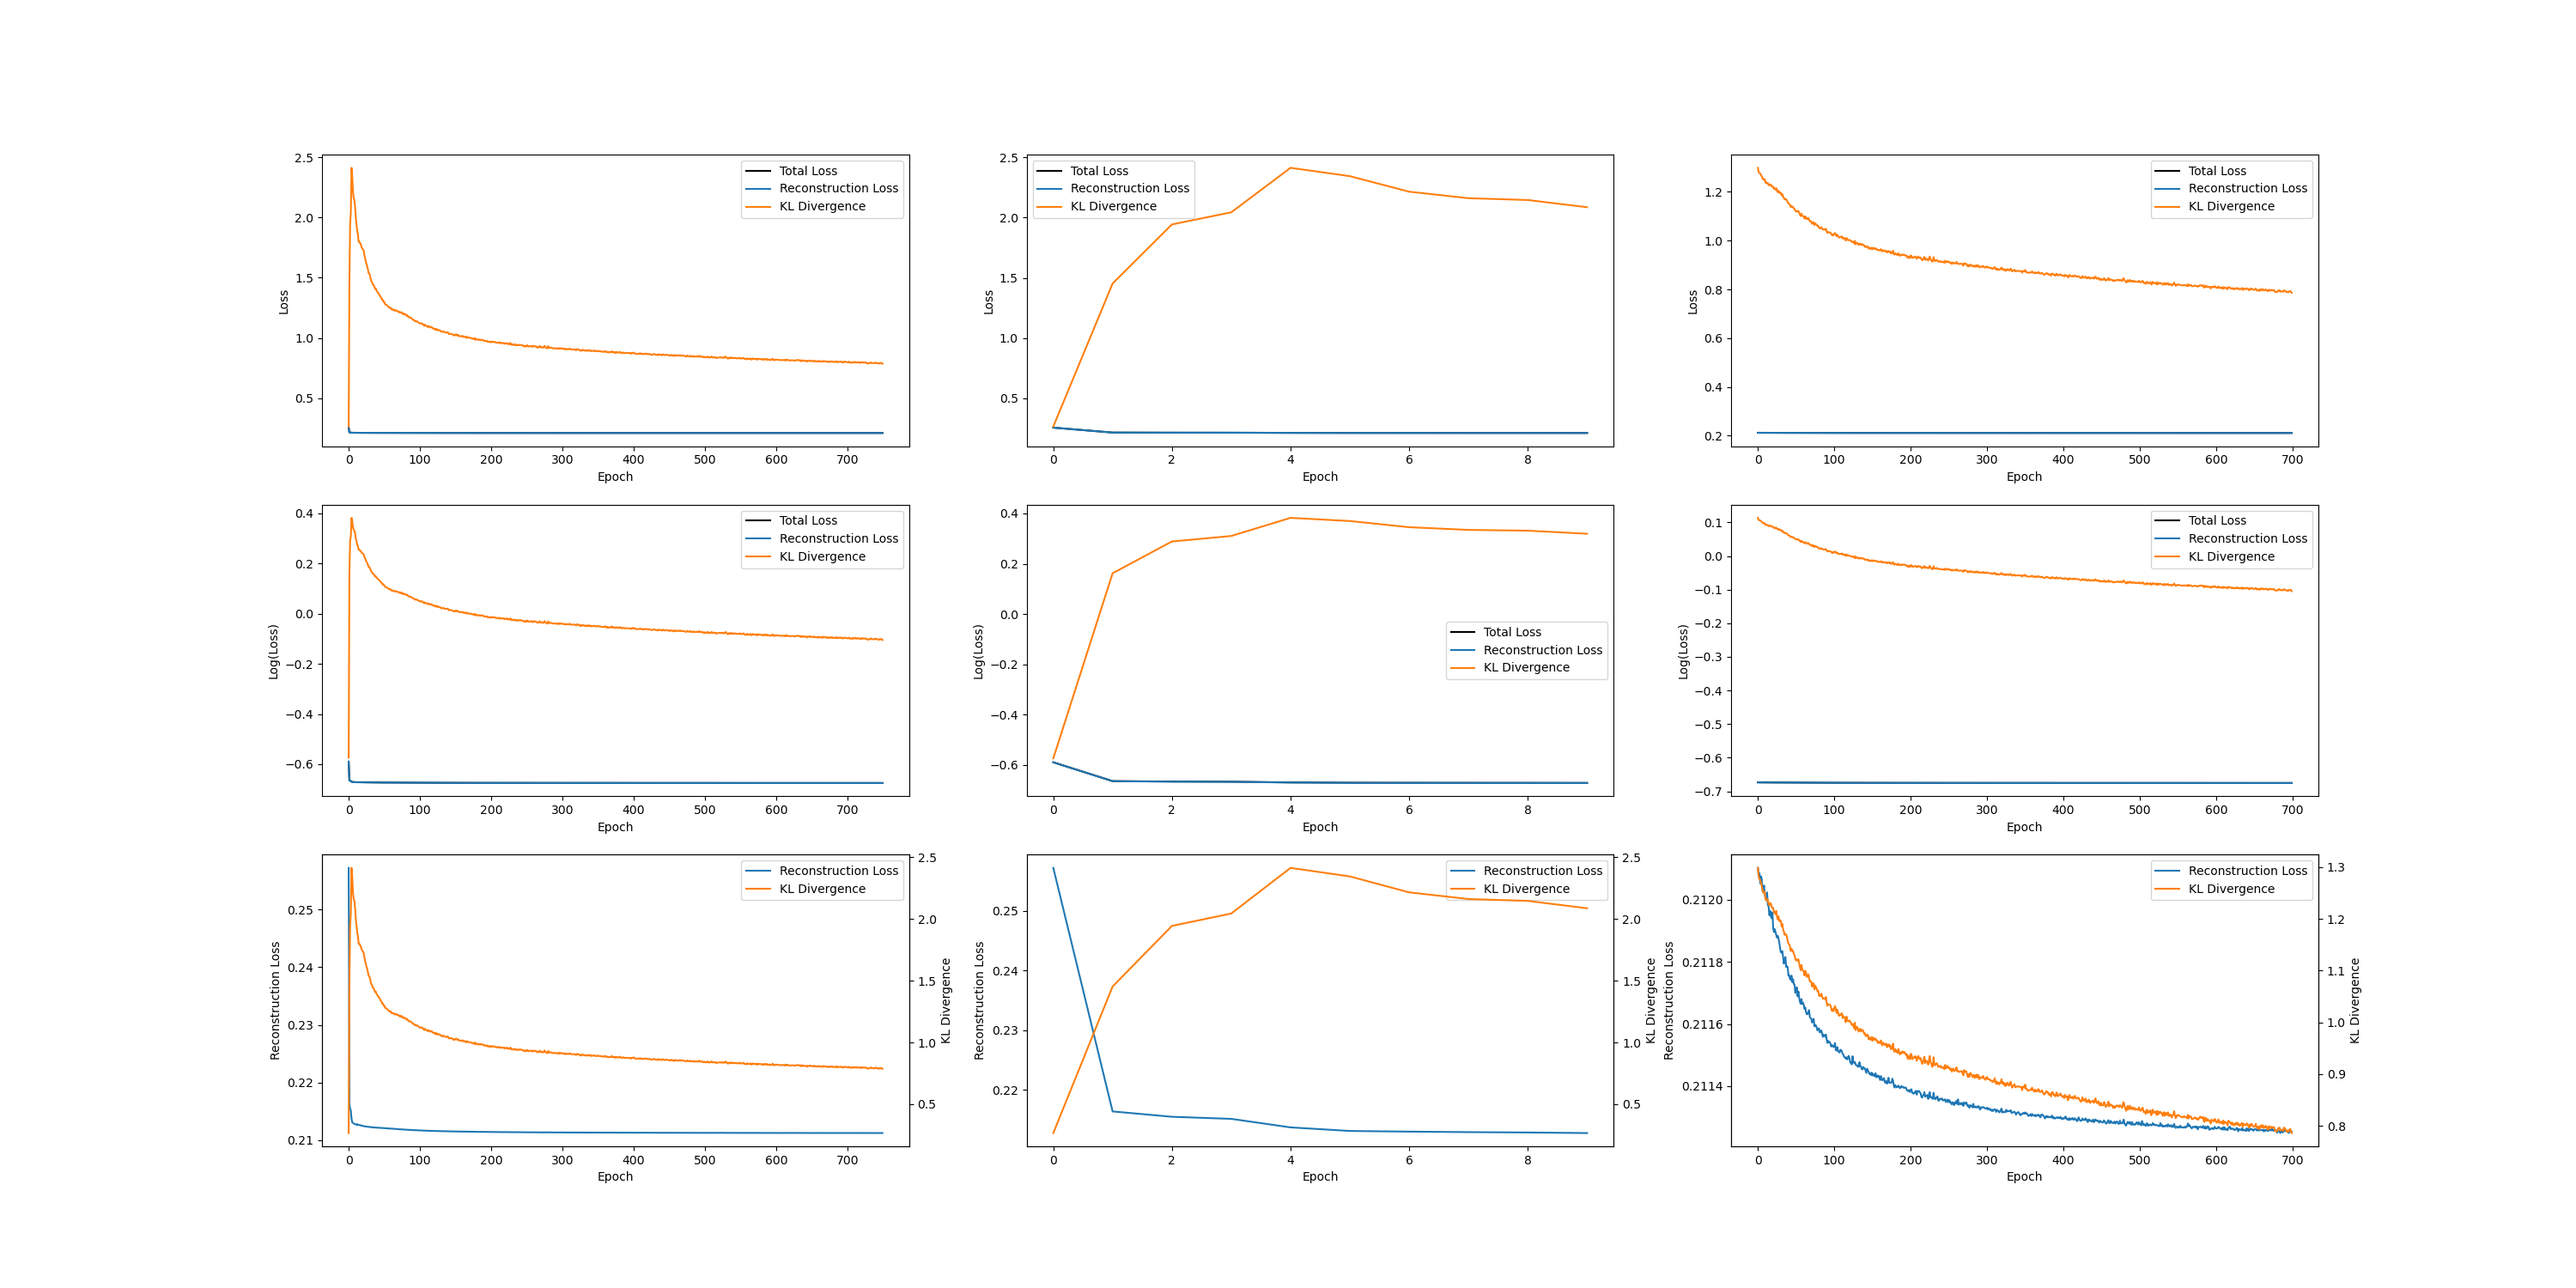 2.5
2.0
1.5
1.0
0.5
Loss
0 100 200 300 400 500 600 700
Epoch
Total Loss
Reconstruction Loss
KL Divergence
2.5
2.0
1.5
1.0
0.5
Loss
0 2 4 6 8
Epoch
Total Loss
Reconstruction Loss
KL Divergence
1.2
1.0
0.8
0.6
0.4
0.2
Loss
0 100 200 300 400 500 600 700
Epoch
Total Loss
Reconstruction Loss
KL Divergence
0.4
0.2
0.0
−0.2
−0.4
−0.6
Log(Loss)
0 100 200 300 400 500 600 700
Epoch
Total Loss
Reconstruction Loss
KL Divergence
0.4
0.2
0.0
−0.2
−0.4
−0.6
Log(Loss)
0 2 4 6 8
Epoch
Total Loss
Reconstruction Loss
KL Divergence
0.1
0.0
−0.1
−0.2
−0.3
−0.4
−0.5
−0.6
−0.7
Log(Loss)
0 100 200 300 400 500 600 700
Epoch
Total Loss
Reconstruction Loss
KL Divergence
0.25
0.24
0.23
0.22
0.21
Reconstruction Loss
0 100 200 300 400 500 600 700
Epoch
Reconstruction Loss
KL Divergence
2.5
2.0
1.5
1.0
0.5
KL Divergence
0.25
0.24
0.23
0.22
Reconstruction Loss
0 2 4 6 8
Epoch
Reconstruction Loss
KL Divergence
2.5
2.0
1.5
1.0
0.5
KL Divergence
0.2120
0.2118
0.2116
0.2114
Reconstruction Loss
0 100 200 300 400 500 600 700
Epoch
Reconstruction Loss
KL Divergence
1.3
1.2
1.1
1.0
0.9
0.8
KL Divergence